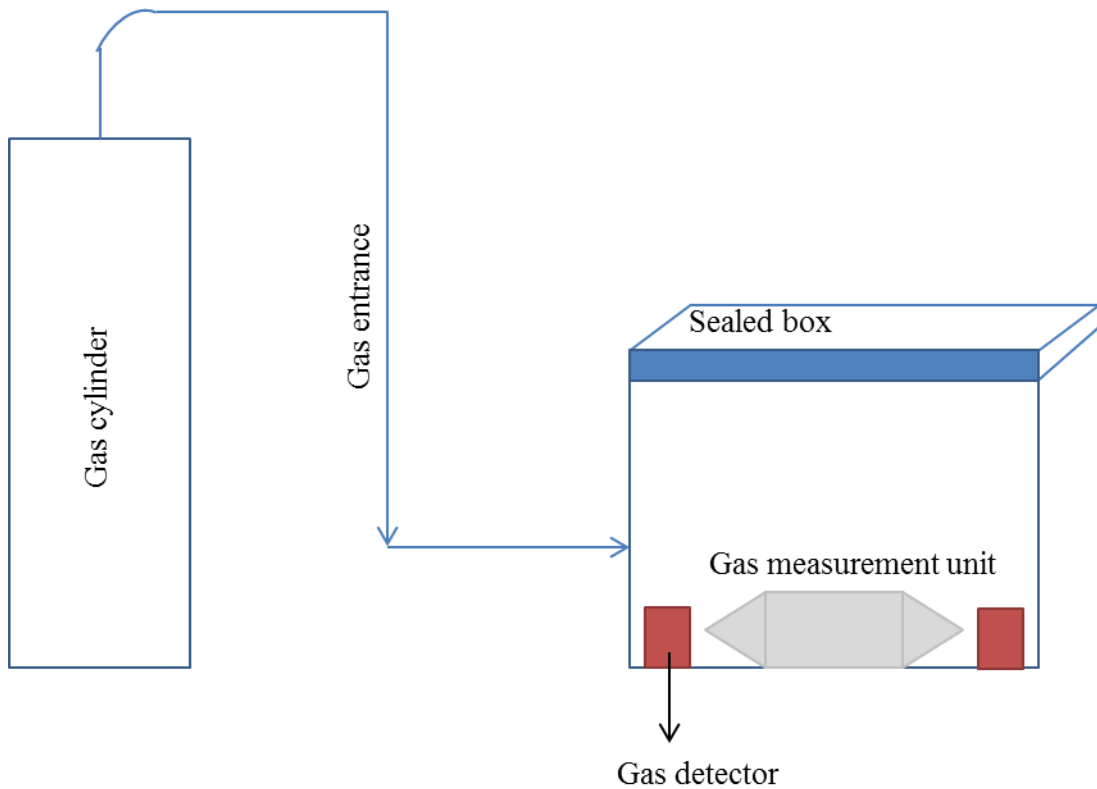 Gas cylinder
Gas entrance
Sealed box
Gas measurement unit
Gas detector